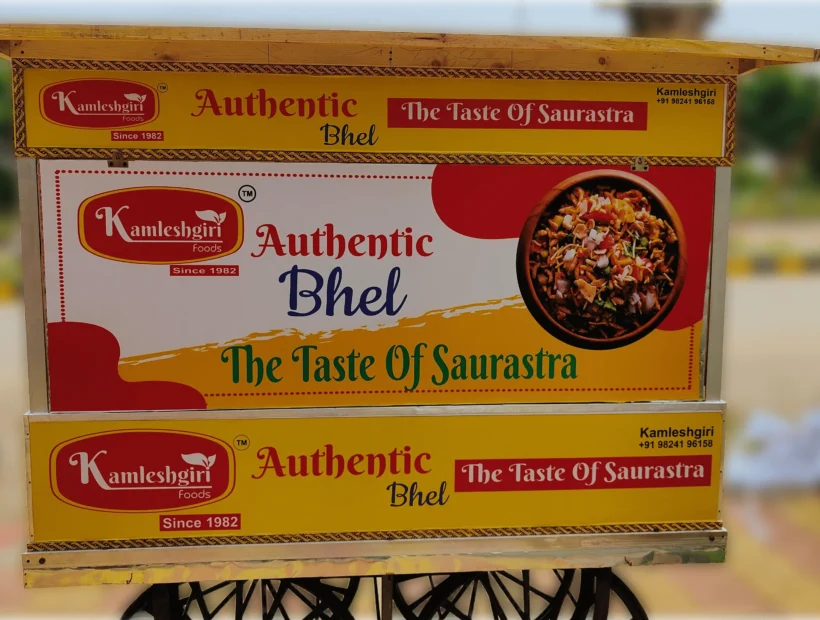 Kamleshgiri
Foods
TM
Since 1982
Authentic
Bhel
The Taste Of Saurastra
Kamleshgiri
+91 98241 96158
Kamleshgiri
Foods
TM
Since 1982
Authentic
Bhel
The Taste Of Saurastra
Kamleshgiri
Foods
TM
Since 1982
Authentic
Bhel
The Taste Of Saurastra
Kamleshgiri
+91 98241 96158